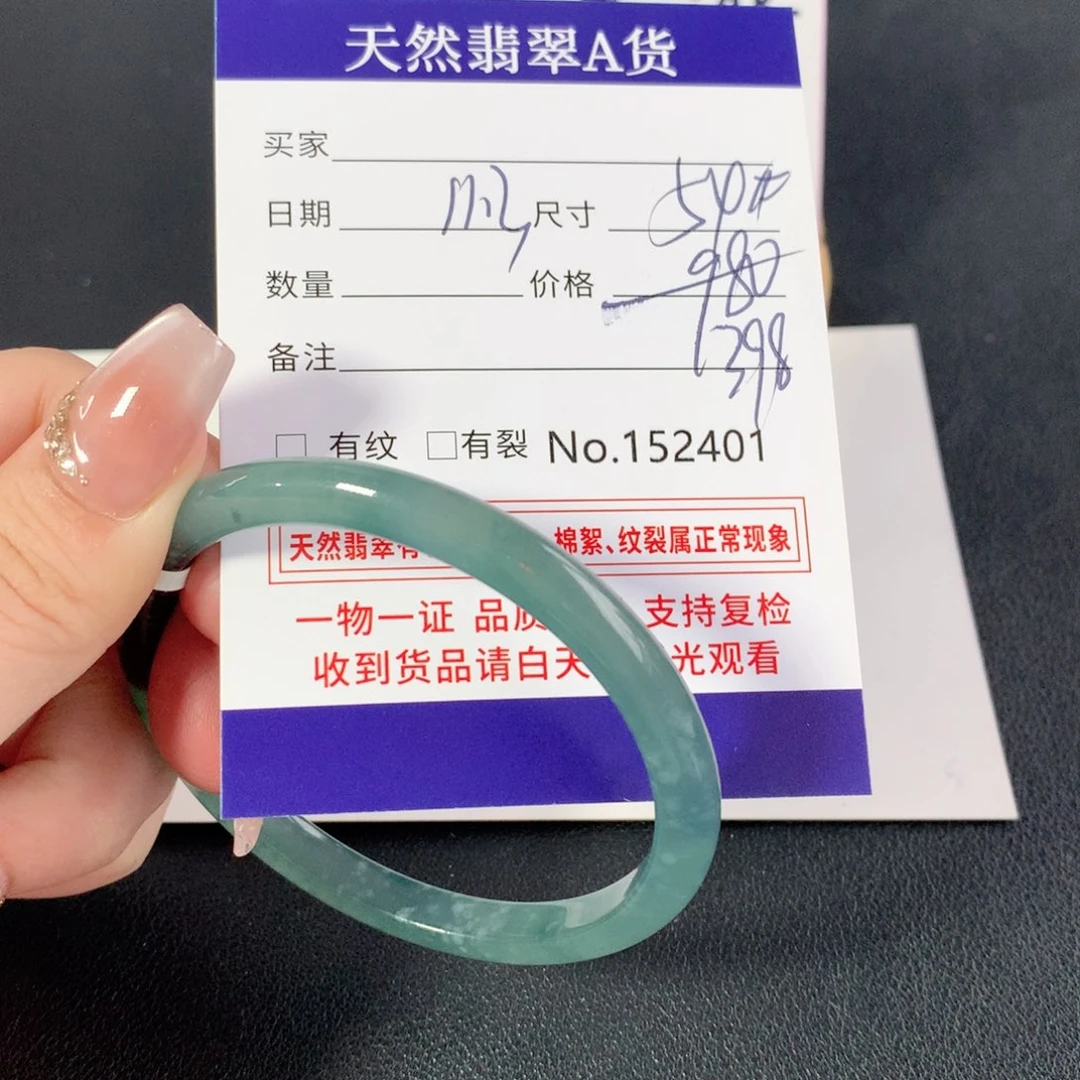 天然翡翠A货
买家
日期 尺寸
数量 价格 980
备注 1398
有纹 有裂 No.152401
天然翡翠有 棉絮、纹裂属正常现象
一物一证 品质 支持复检
收到货品请白天 光观看